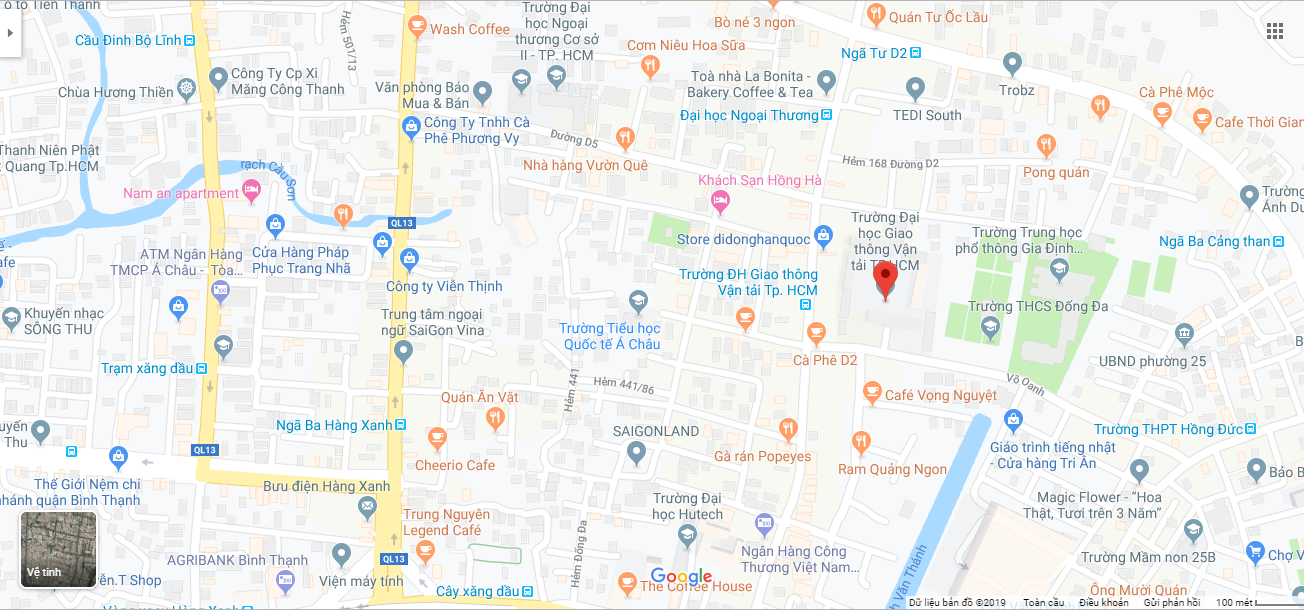 ô tô Tiến Thành
Cầu Đinh Bộ Lĩnh
Hẻm 501/13
Wash Coffee
Trường Đại
học Ngoại
thương Cơ sở
II - TP. HCM
Bò né 3 ngon
Quán Tư Ốc Lầu
Cơm Niêu Hoa Sữa
Ngã Tư D2
Công Ty Cp Xi
Măng Công Thanh
Chùa Hương Thiền
Văn phòng Báo
Mua & Bán
Toà nhà La Bonita -
Bakery Coffee & Tea
Trobz
Cà Phê Mộc
TEDI South
Đại học Ngoại Thương
Cafe Thời Gian
Công Ty Tnhh Cà
Phê Phương Vy
Đường D5
Thanh Niên Phật
Quang Tp.HCM
rạch Cầu Sơn
Nhà hàng Vườn Quê
Hẻm 168 Đường D2
Pong quán
Nam an apartment
Khách Sạn Hồng Hà
Trường
Ánh Dư
QL13
Trường Đại
học Giao
thông Vận
tải TP.HCM
Store didonghanquoc
Trường Trung học
phổ thông Gia Định...
Ngã Ba Cảng than
ATM Ngân Hàng
TMCP Á Châu - Tòa...
Cửa Hàng Pháp
Phục Trang Nhã
Công ty Viễn Thịnh
Trường ĐH Giao thông
Vận tải Tp. HCM
Khuyến nhạc
SÔNG THU
Trung tâm ngoại
ngữ SaiGon Vina
Trường Tiểu học
Quốc tế Á Châu
Trường THCS Đống Đa
Cà Phê D2
UBND phường 25
Trạm xăng dầu
Hẻm 441
Hẻm 441/86
Võ Oanh
Quán Ăn Vặt
Café Vọng Nguyệt
Ngã Ba Hàng Xanh
SAIGONLAND
Trường THPT Hồng Đức
QL13
Cheerio Cafe
Gà rán Popeyes
Ram Quảng Ngon
Giáo trình tiếng nhật
- Cửa hàng Tri Ân
Thế Giới Nệm chi
nhánh quận Bình Thạnh
Bưu điện Hàng Xanh
Trường Đại
học Hutech
Magic Flower - “Hoa
Thật, Tươi trên 3 Năm”
Trung Nguyên
Legend Café
Hẻm Đống Đa
Ngân Hàng Công
Thương Việt Nam...
Trường Mầm non 25B
Chợ V
AGRIBANK Bình Thạnh
QL13
Vệ tinh
Viện máy tính
Cây xăng dầu
Google
The Coffee House
Ông Mười Quán
Dữ liệu bản đồ ©2019 Toàn cầu Điều khoản Gửi phản hồi 100 mét